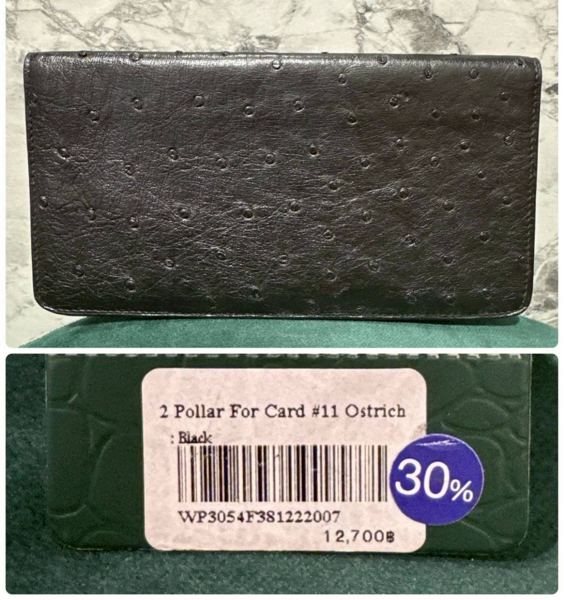 2 Pollar For Card #11 Ostrich
: Black
WP3054F381222007
12,700฿
30%